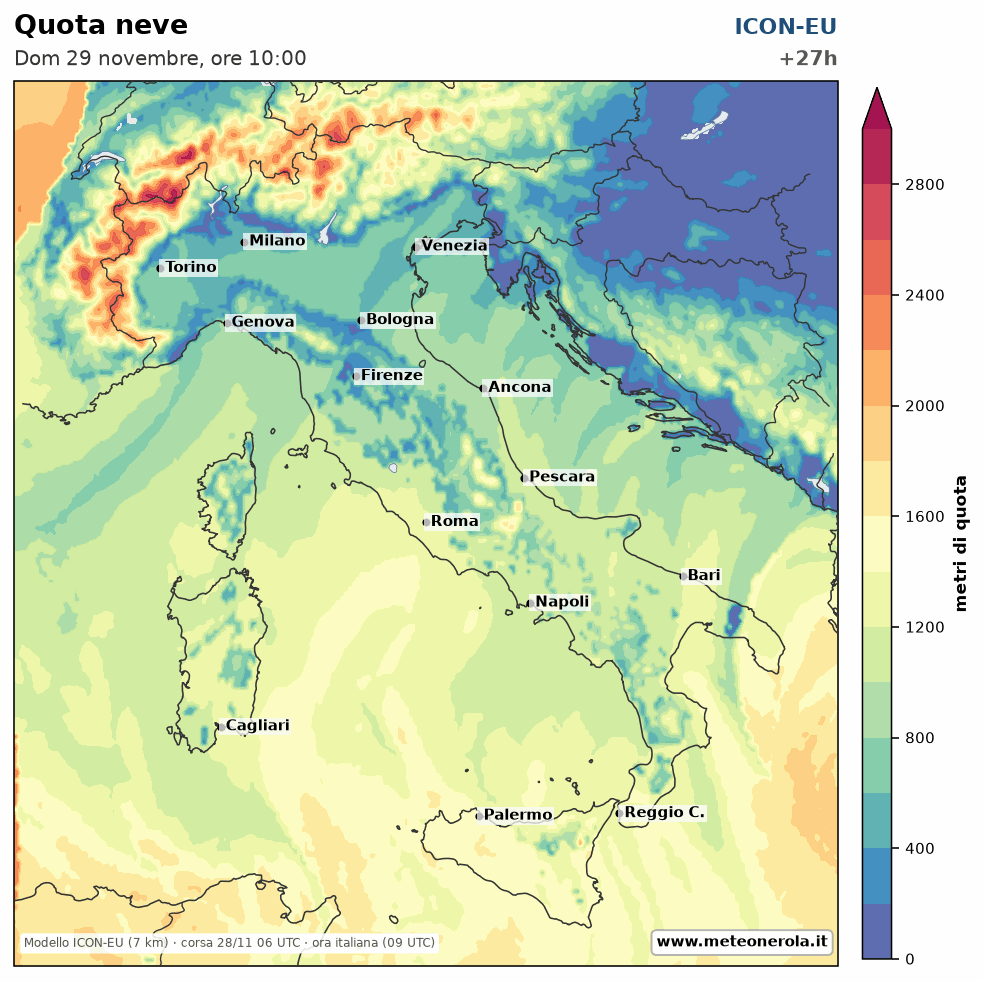 Quota neve
ICON-EU
Dom 29 novembre, ore 10:00
+27h
Milano
Venezia
Torino
Genova
Bologna
Firenze
Ancona
Pescara
Roma
Bari
Napoli
Cagliari
Palermo
Reggio C.
2800
2400
2000
1600
1200
800
400
0
metri di quota
Modello ICON-EU (7 km) · corsa 28/11 06 UTC · ora italiana (09 UTC)
www.meteonerola.it